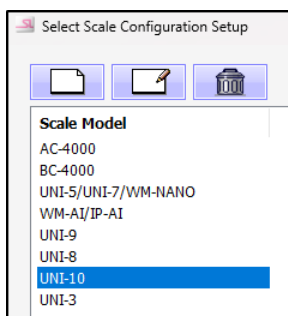 Select Scale Configuration Setup
Scale Model
AC-4000
BC-4000
UNI-5/UNI-7/WM-NANO
WM-AI/IP-AI
UNI-9
UNI-8
UNI-10
UNI-3